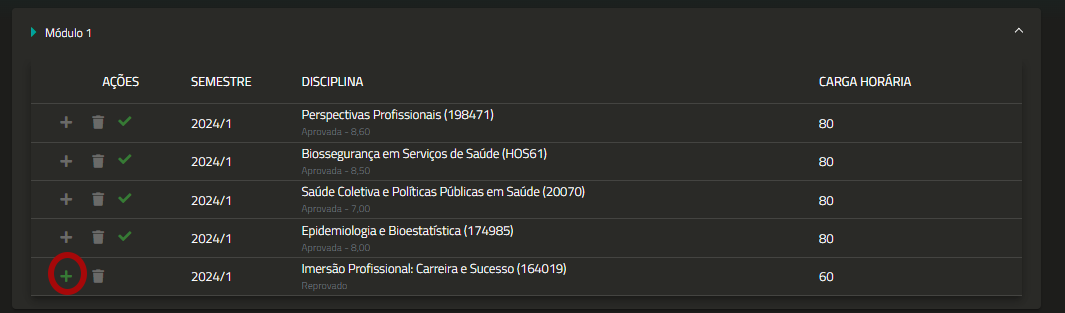 Módulo 1
AÇÕES SEMESTRE DISCIPLINA CARGA HORÁRIA
2024/1 Perspectivas Profissionais (198471) 80
Aprovada - 8,60
2024/1 Biossegurança em Serviços de Saúde (HOS61) 80
Aprovada - 8,50
2024/1 Saúde Coletiva e Políticas Públicas em Saúde (20070) 80
Aprovada - 7,00
2024/1 Epidemiologia e Bioestatística (174985) 80
Aprovada - 8,00
2024/1 Imersão Profissional: Carreira e Sucesso (164019) 60
Reprovado